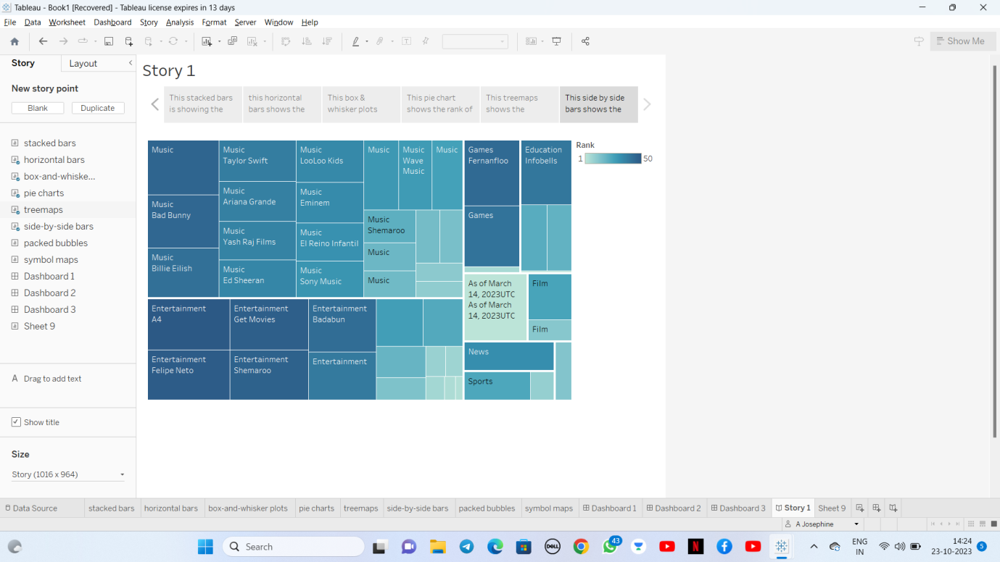 Tableau - Book1 [Recovered] - Tableau license expires in 13 days
File Data Worksheet Dashboard Story Analysis Format Server Window Help
Show Me
Story Layout
New story point
Blank Duplicate
stacked bars
horizontal bars
box-and-whiske...
pie charts
treemaps
side-by-side bars
packed bubbles
symbol maps
Dashboard 1
Dashboard 2
Dashboard 3
Sheet 9
A Drag to add text
Show title
Size
Story (1016 x 964)
Story 1
This stacked bars
is showing the
this horizontal
bars shows the
This box &
whisker plots
This pie chart
shows the rank of
This treemaps
shows the
This side by side
bars shows the
Music
Music
Bad Bunny
Music
Billie Eilish
Music
Taylor Swift
Music
Ariana Grande
Music
Yash Raj Films
Music
Ed Sheeran
Music
LooLoo Kids
Music
Eminem
Music
El Reino Infantil
Music
Sony Music
Music
Music
Wave
Music
Music
Music
Shemaroo
Music
Music
Games
Fernanfloo
Games
Education
Infobells
As of March
14, 2023UTC
As of March
14, 2023UTC
Film
Film
News
Sports
Entertainment
A4
Entertainment
Felipe Neto
Entertainment
Get Movies
Entertainment
Shemaroo
Entertainment
Badabun
Entertainment
Rank
1 50
Data Source stacked bars horizontal bars box-and-whisker plots pie charts treemaps side-by-side bars packed bubbles symbol maps Dashboard 1 Dashboard 2 Dashboard 3 Story 1 Sheet 9
A Josephine
Search
DELL
43
N
ENG
IN
14:24
23-10-2023
5